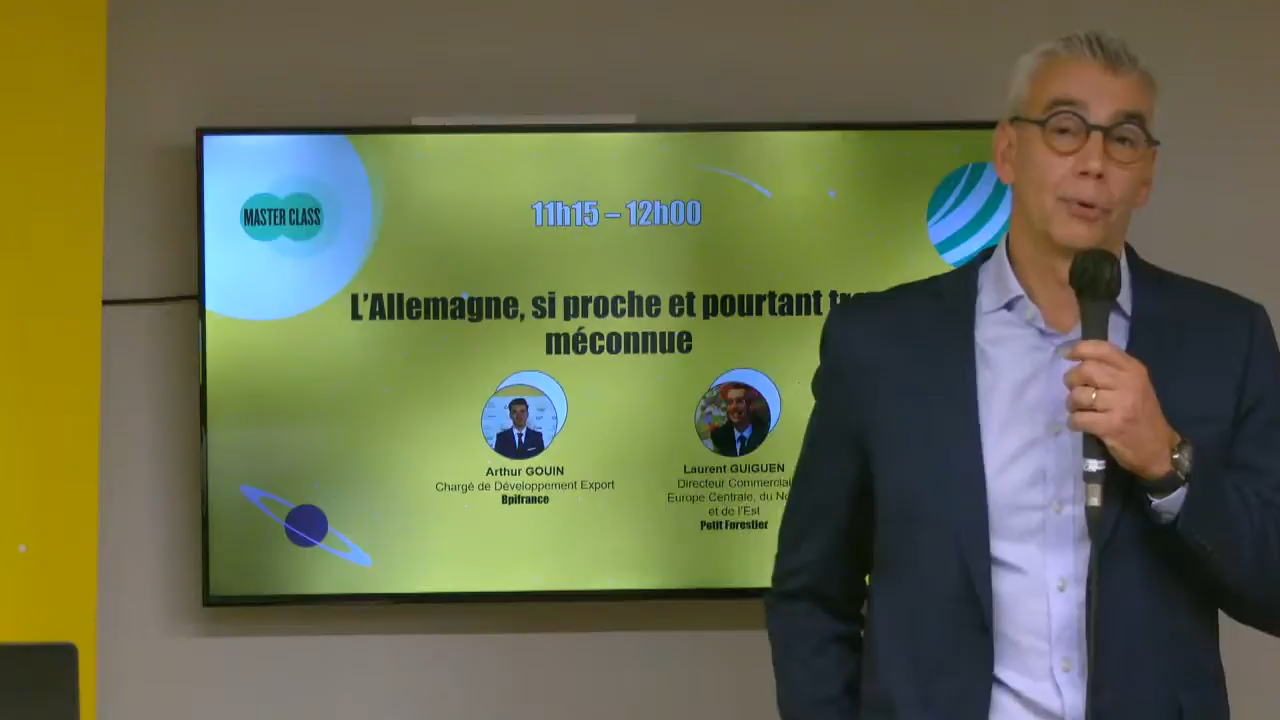 MASTER CLASS
11h15 – 12h00
L'Allemagne, si proche et pourtant
méconnue
Arthur GOUIN
Chargé de Développement Export
Bpifrance
Laurent GUIGUEN
Directeur Commercial
Europe Centrale, du
et de l'Est
Petit Forestier